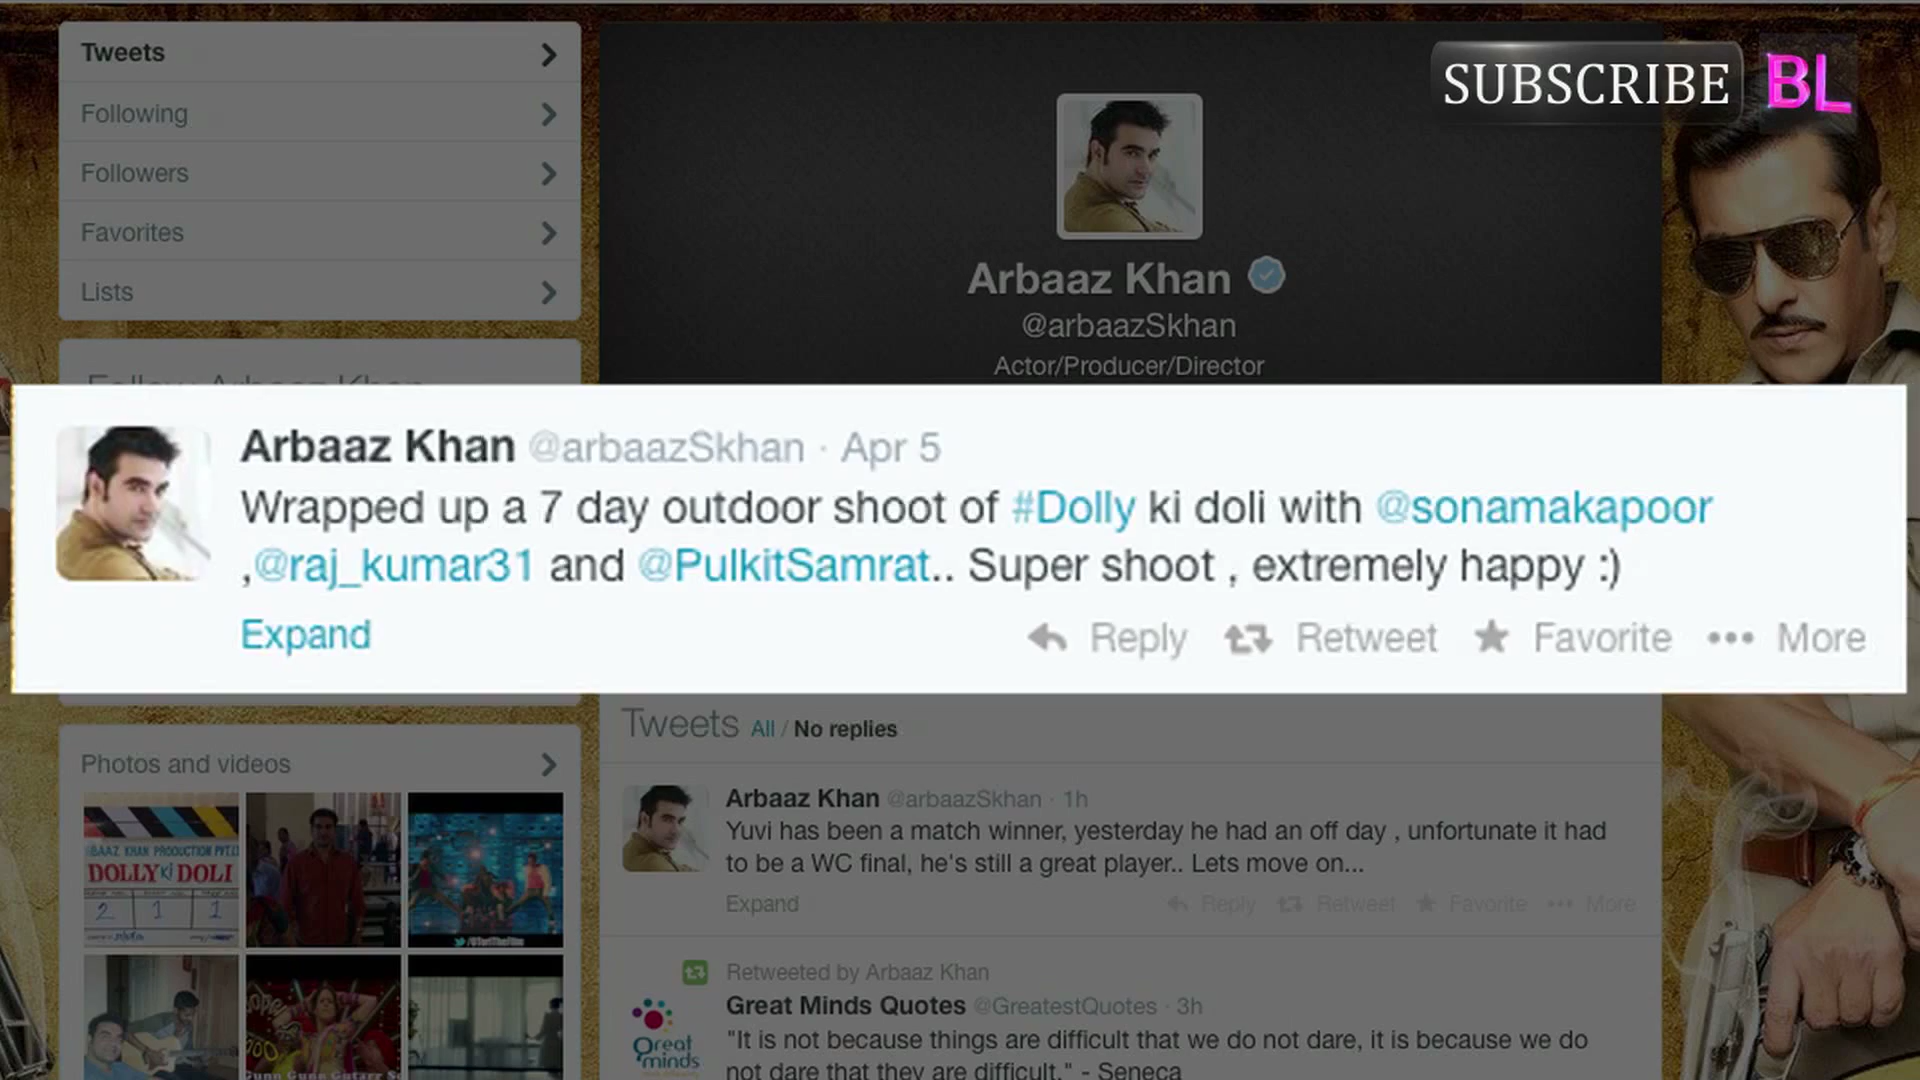 Tweets
Following
Followers
Favorites
Lists
SUBSCRIBE BL
Arbaaz Khan
@arbaazSkhan
Actor/Producer/Director
Follow Arbaaz Khan
Arbaaz Khan @arbaazSkhan · Apr 5
Wrapped up a 7 day outdoor shoot of #Dolly ki doli with @sonamakapoor
,@raj_kumar31 and @PulkitSamrat.. Super shoot , extremely happy :)
Expand
Reply Retweet Favorite ••• More
Photos and videos
DOLLY KI DOLI
2 1 1
Tweets All / No replies
Arbaaz Khan @arbaazSkhan · 1h
Yuvi has been a match winner, yesterday he had an off day , unfortunate it had
to be a WC final, he's still a great player.. Lets move on...
Expand
Reply Retweet Favorite ••• More
Retweeted by Arbaaz Khan
Great Minds Quotes @GreatestQuotes · 3h
great minds
"It is not because things are difficult that we do not dare, it is because we do
not dare that they are difficult." - Seneca